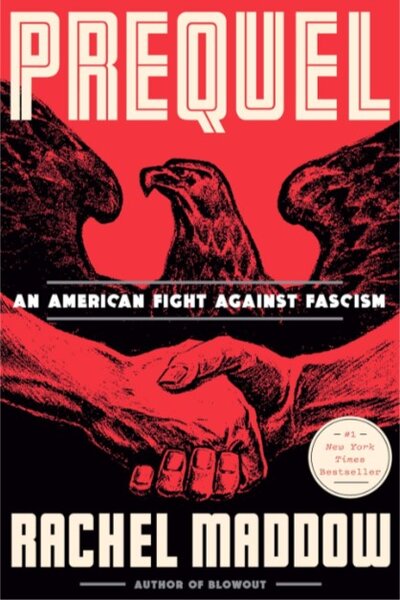 PREQUEL
AN AMERICAN FIGHT AGAINST FASCISM
#1
New York
Times
Bestseller
RACHEL MADDOW
AUTHOR OF BLOWOUT